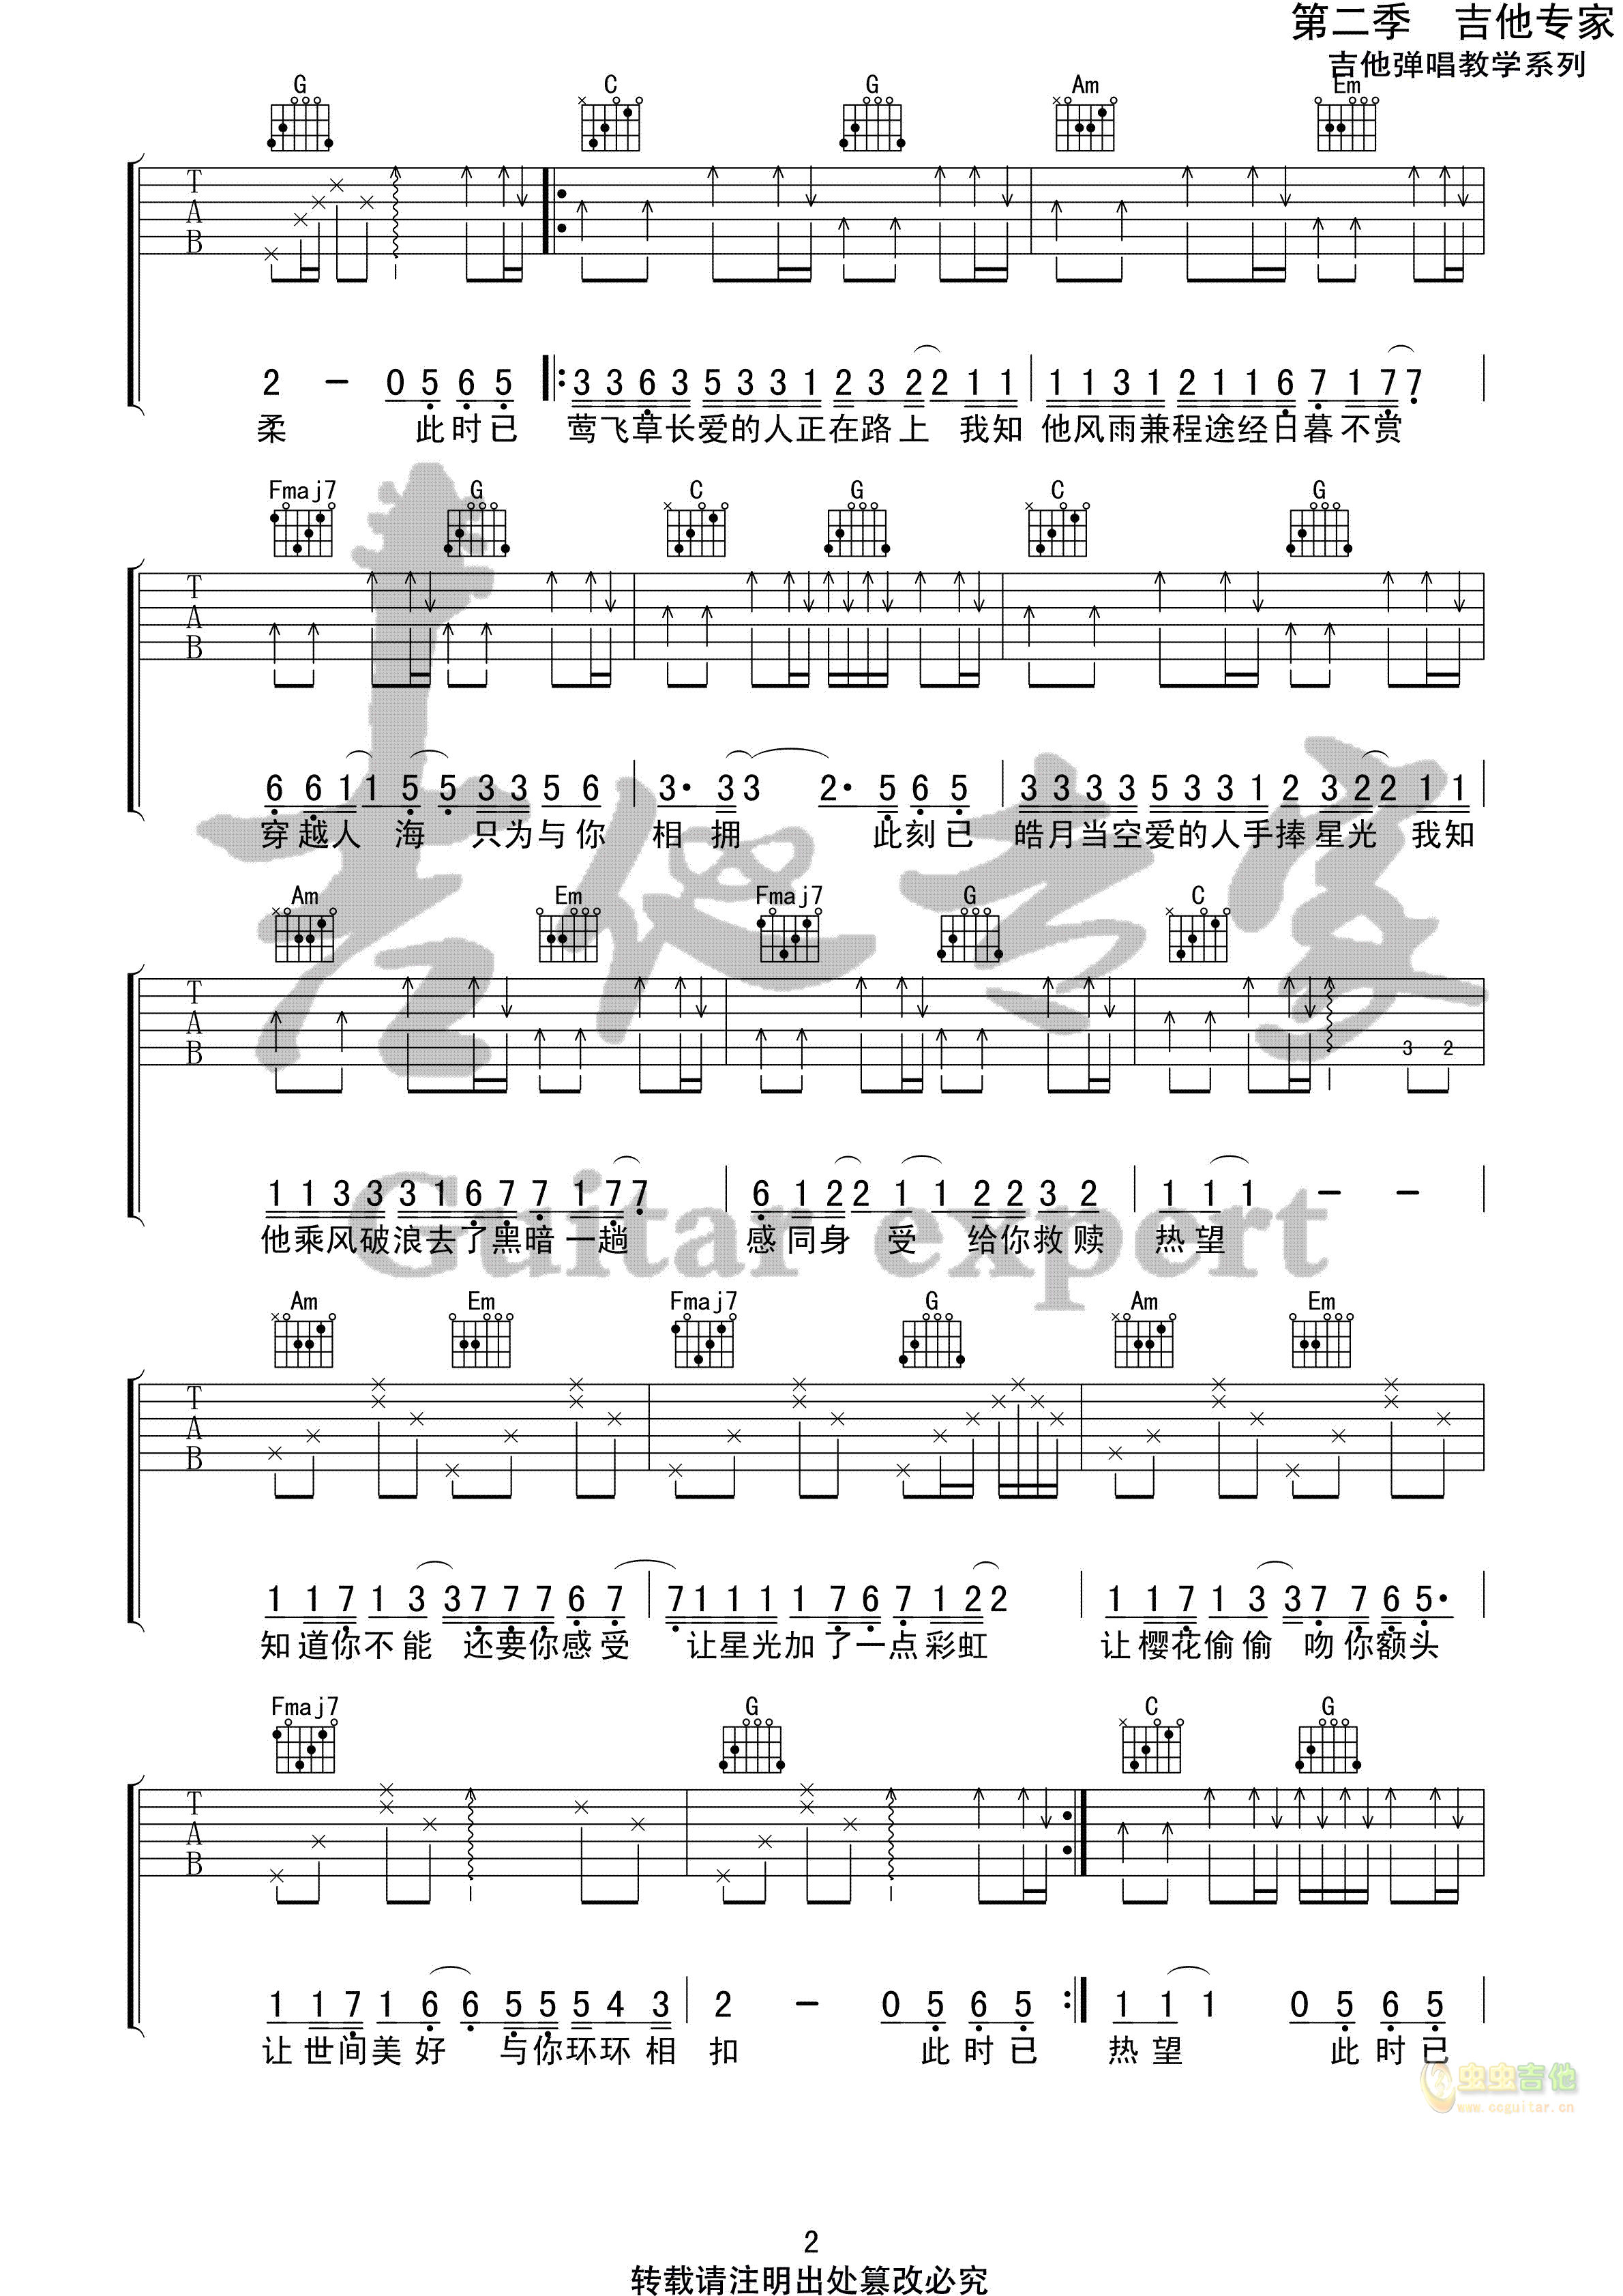 第二季 吉他专家
吉他弹唱教学系列
G C G Am Em
T
A
B
2 - 0 5 6 5 3 3 6 3 5 3 3 1 2 3 2 2 1 1 1 1 3 1 2 1 1 6 7 1 7 7
柔 此时已 莺飞草长爱的人正在路上 我知 他风雨兼程途经日暮不赏
Fmaj7 G C G C G
T
A
B
6 6 1 1 5 5 3 3 5 6 3· 3 3 2· 5 6 5 3 3 3 3 5 3 3 1 2 3 2 2 1 1
穿越人 海 只为与你 相 拥 此刻已 皓月当空爱的人手捧星光 我知
Am Em Fmaj7 G C
T
A
B
3 2
1 1 3 3 3 1 6 7 7 1 7 7 6 1 2 2 1 1 2 2 3 2 1 1 1 - -
他乘风破浪去了黑暗一趟 感同身 受 给你救赎 热望
Guitar expert
Am Em Fmaj7 G Am Em
T
A
B
1 1 7 1 3 3 7 7 7 6 7 7 1 1 1 1 7 6 7 1 2 2 1 1 7 1 3 3 7 7 6 5·
知道你不能 还要你感受 让星光加了一点彩虹 让樱花偷偷 吻你额头
Fmaj7 G C G
T
A
B
1 1 7 1 6 6 5 5 5 4 3 2 - 0 5 6 5 1 1 1 0 5 6 5
让世间美好 与你环环相 扣 此时已 热望 此时已
虫虫吉他
www.ccguitar.cn
2
转载请注明出处篡改必究